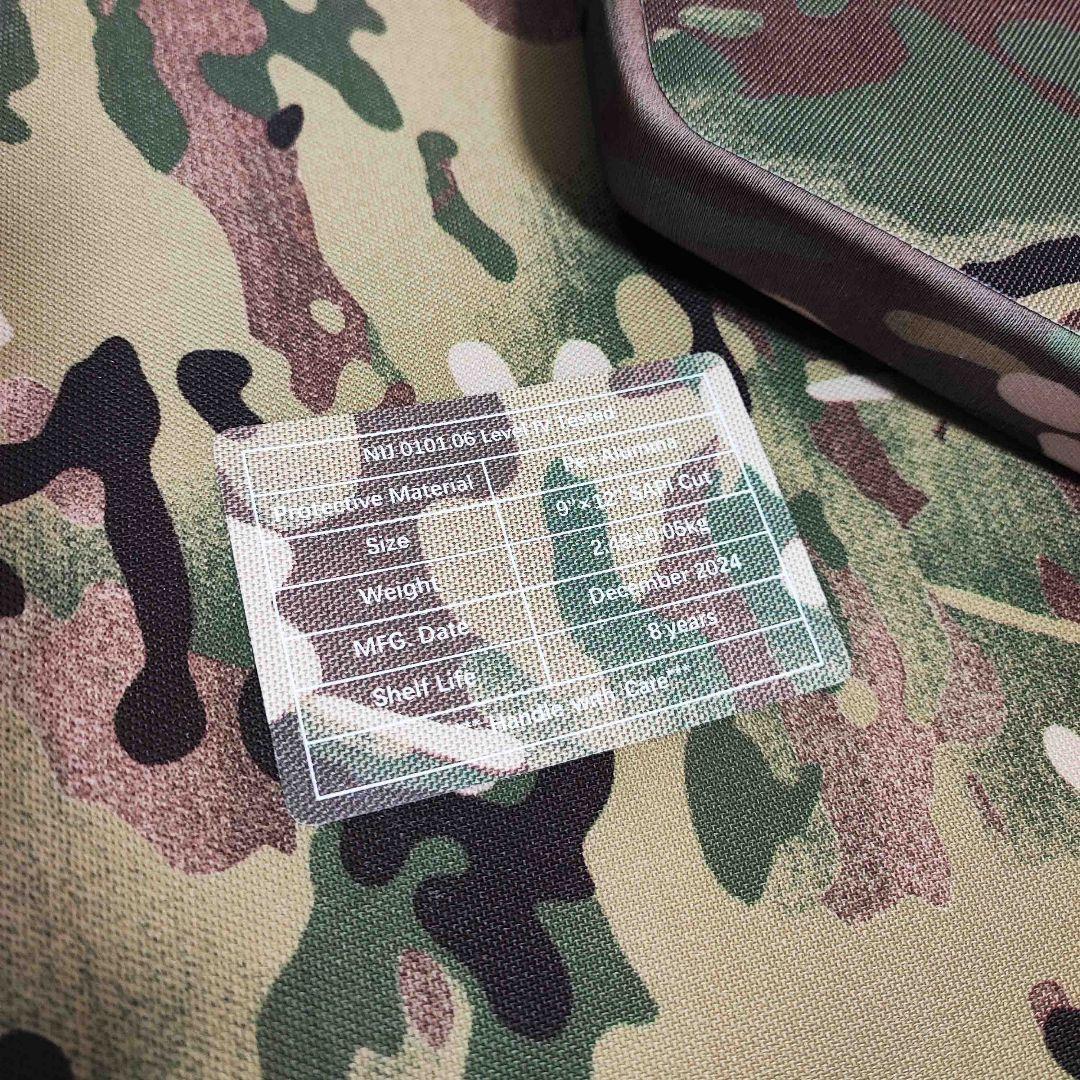 NIJ 0101.06 Level IV Tested
Protective Material Alumina
Size 9" × 12" SAPI Cut
Weight
MFG. Date December 2024
Shelf Life 8 years
Handle with Care